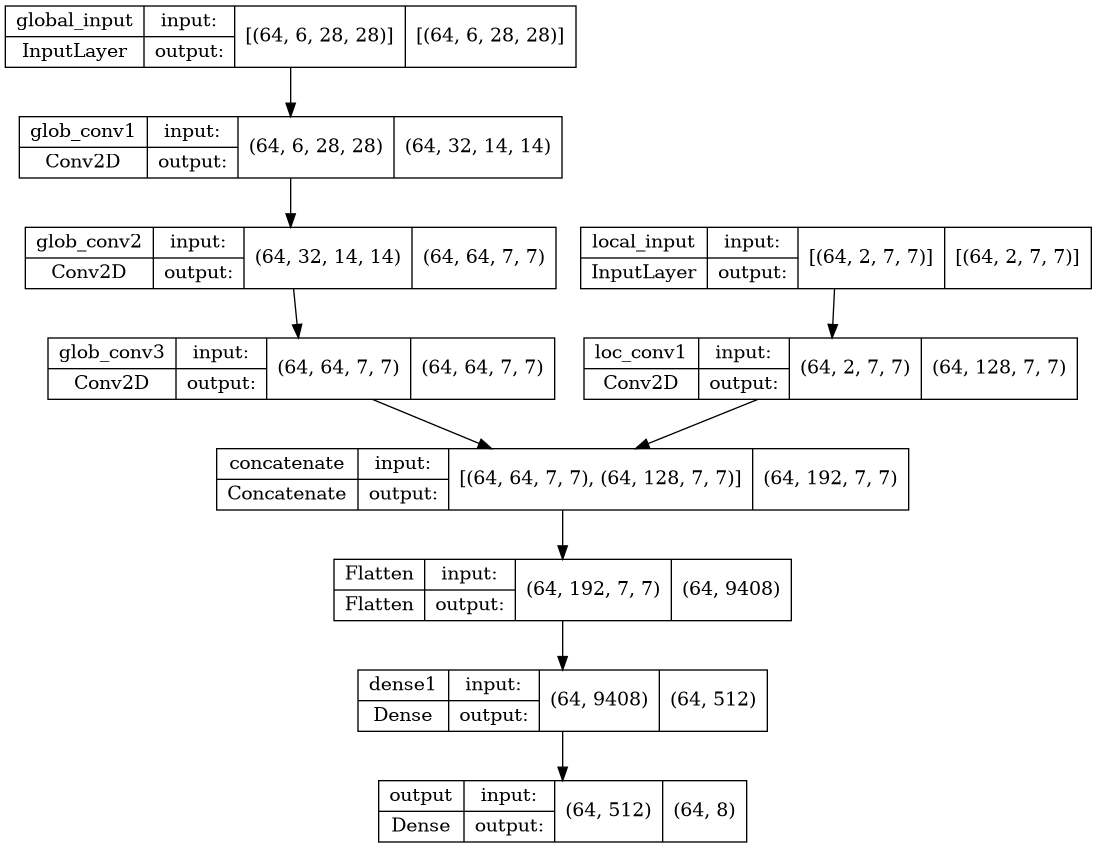 global_input input: [(64, 6, 28, 28)] [(64, 6, 28, 28)]
InputLayer output:
glob_conv1 input: (64, 6, 28, 28) (64, 32, 14, 14)
Conv2D output:
glob_conv2 input: (64, 32, 14, 14) (64, 64, 7, 7)
Conv2D output:
local_input input: [(64, 2, 7, 7)] [(64, 2, 7, 7)]
InputLayer output:
glob_conv3 input: (64, 64, 7, 7) (64, 64, 7, 7)
Conv2D output:
loc_conv1 input: (64, 2, 7, 7) (64, 128, 7, 7)
Conv2D output:
concatenate input: [(64, 64, 7, 7), (64, 128, 7, 7)] (64, 192, 7, 7)
Concatenate output:
Flatten input: (64, 192, 7, 7) (64, 9408)
Flatten output:
dense1 input: (64, 9408) (64, 512)
Dense output:
output input: (64, 512) (64, 8)
Dense output: